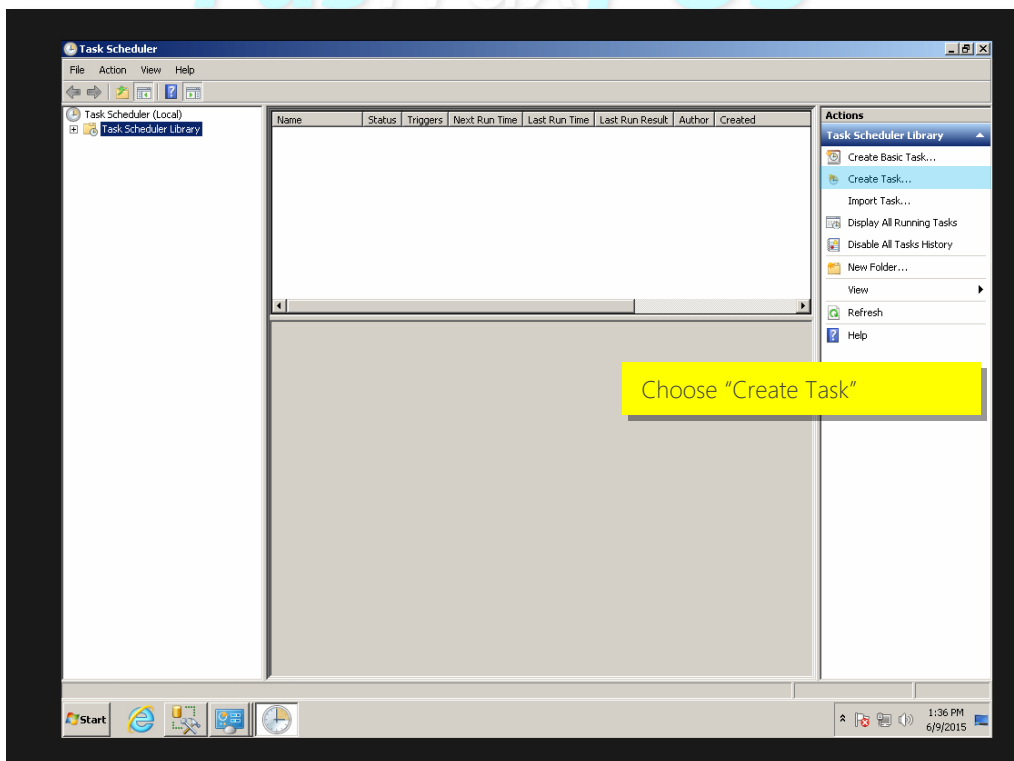 Task Scheduler
File Action View Help
Task Scheduler (Local)
Task Scheduler Library
Name Status Triggers Next Run Time Last Run Time Last Run Result Author Created
Actions
Task Scheduler Library
Create Basic Task...
Create Task...
Import Task...
Display All Running Tasks
Disable All Tasks History
New Folder...
View
Refresh
Help
Choose “Create Task”
Start
1:36 PM
6/9/2015